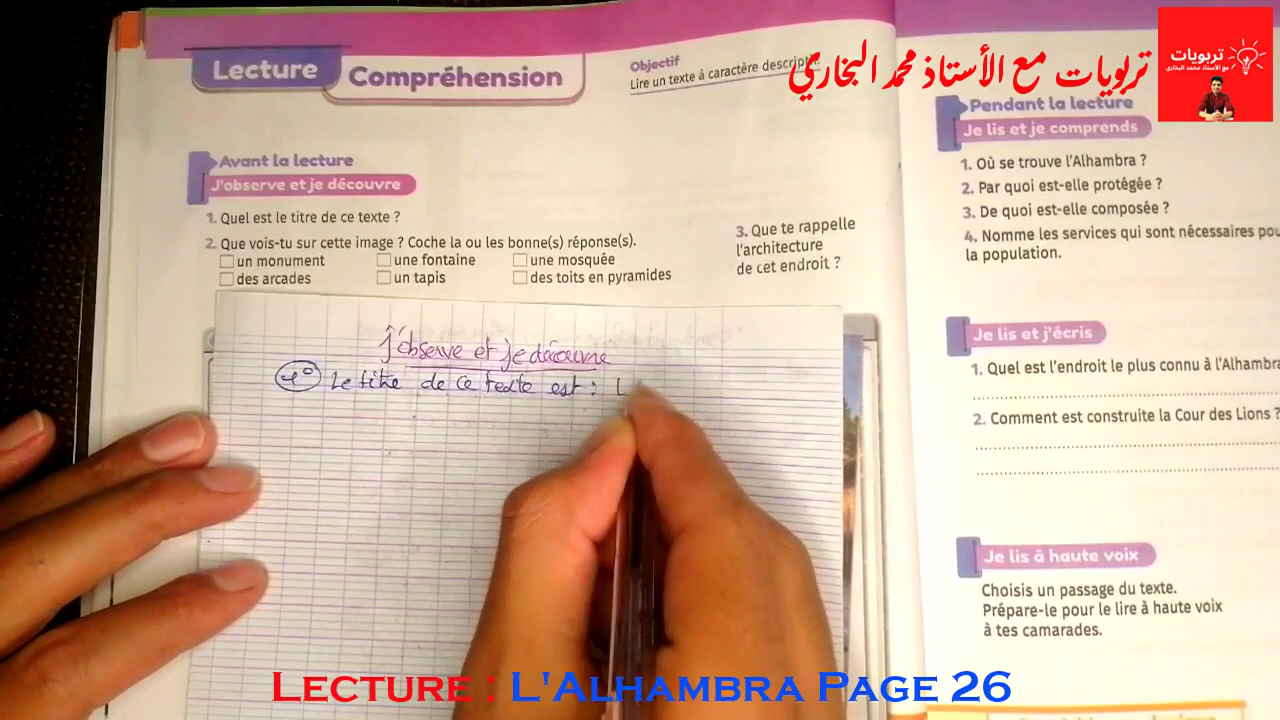 Lecture Compréhension
Objectif
Lire un texte à caractère descriptif.
تربويات مع الأستاذ محمد البخاري
تربويات
مع الأستاذ محمد البخاري
Avant la lecture
J'observe et je découvre
1. Quel est le titre de ce texte ?
2. Que vois-tu sur cette image ? Coche la ou les bonne(s) réponse(s).
un monument une fontaine une mosquée
des arcades un tapis des toits en pyramides
3. Que te rappelle
l'architecture
de cet endroit ?
J'observe et je découvre
1° Le titre de ce texte est : L
Pendant la lecture
Je lis et je comprends
1. Où se trouve l'Alhambra ?
2. Par quoi est-elle protégée ?
3. De quoi est-elle composée ?
4. Nomme les services qui sont nécessaires pou
la population.
Je lis et j'écris
1. Quel est l'endroit le plus connu à l'Alhambra
2. Comment est construite la Cour des Lions ?
Je lis à haute voix
Choisis un passage du texte.
Prépare-le pour le lire à haute voix
à tes camarades.
Lecture : L'Alhambra Page 26